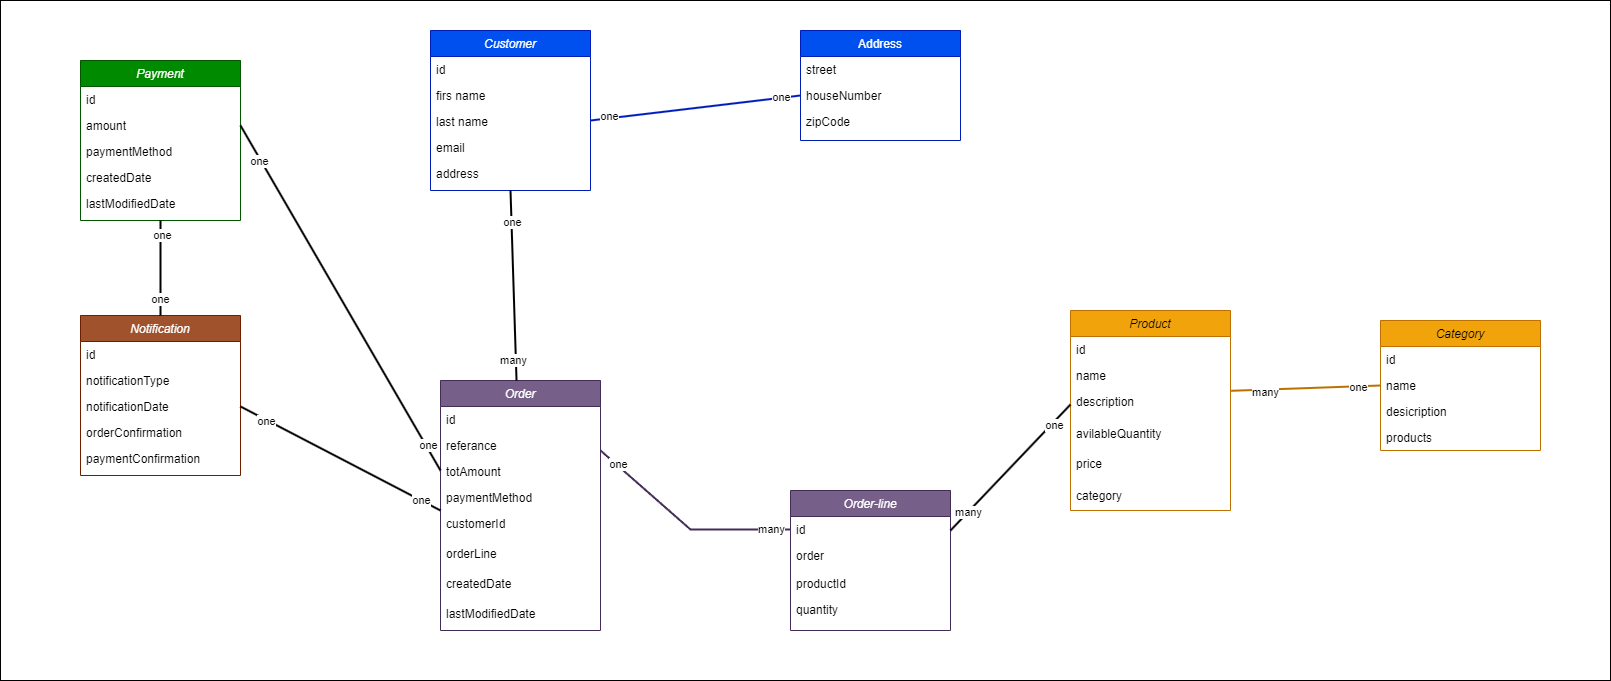 Payment
id
amount
paymentMethod
createdDate
lastModifiedDate
one
one
Notification
id
notificationType
notificationDate
orderConfirmation
paymentConfirmation
one
one
one
one
Customer
id
firs name
last name
email
address
one
one
Address
street
houseNumber
zipCode
one
many
Order
id
referance
totAmount
paymentMethod
customerId
orderLine
createdDate
lastModifiedDate
one
many
Order-line
id
order
productId
quantity
many
one
Product
id
name
description
avilableQuantity
price
category
many
one
Category
id
name
desicription
products